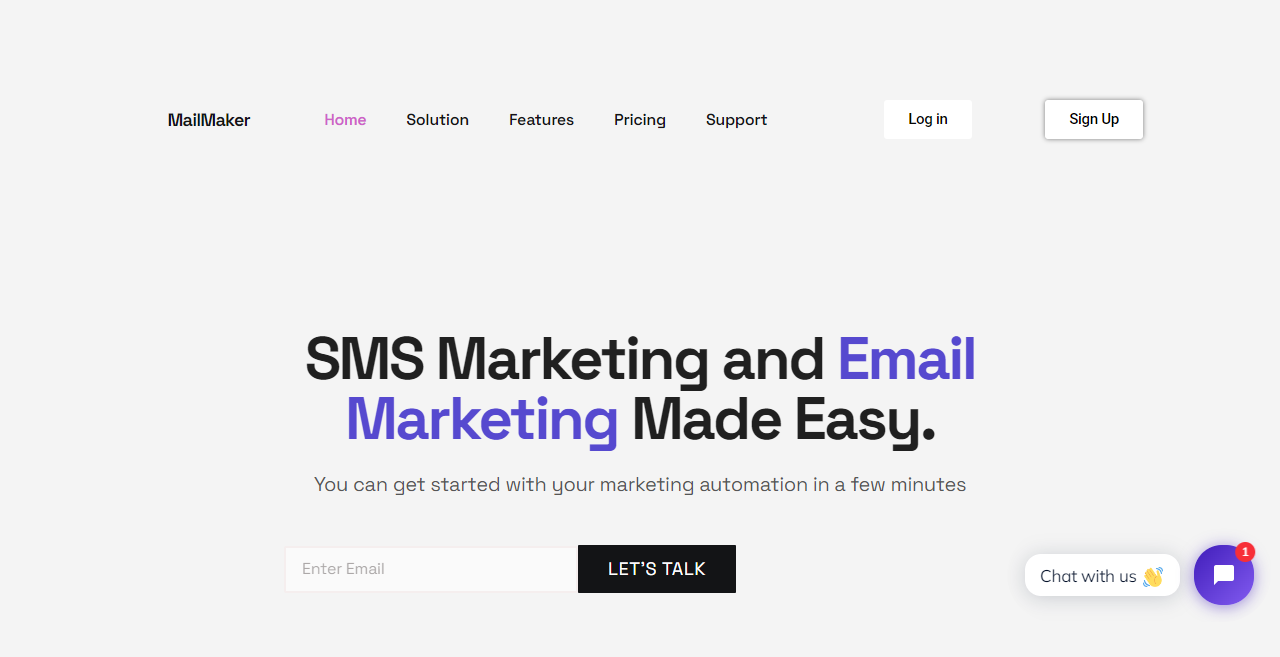 MailMaker Home Solution Features Pricing Support Log in Sign Up
SMS Marketing and Email
Marketing Made Easy.
You can get started with your marketing automation in a few minutes
Enter Email LET'S TALK
Chat with us 👋 1